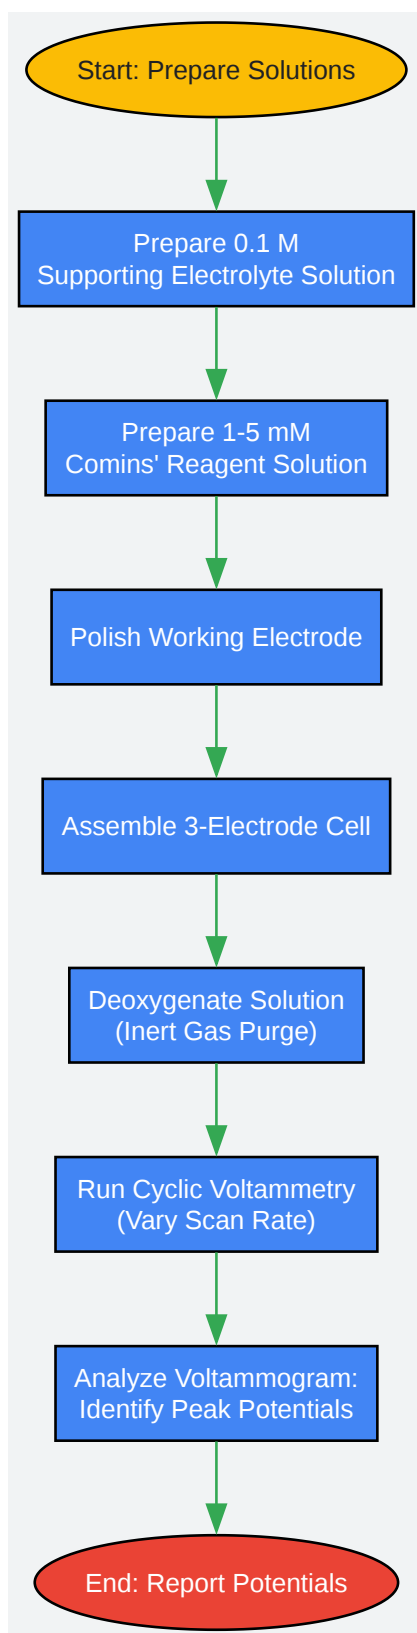 Start: Prepare Solutions
Prepare 0.1 M
Supporting Electrolyte Solution
Prepare 1-5 mM
Comins' Reagent Solution
Polish Working Electrode
Assemble 3-Electrode Cell
Deoxygenate Solution
(Inert Gas Purge)
Run Cyclic Voltammetry
(Vary Scan Rate)
Analyze Voltammogram:
Identify Peak Potentials
End: Report Potentials